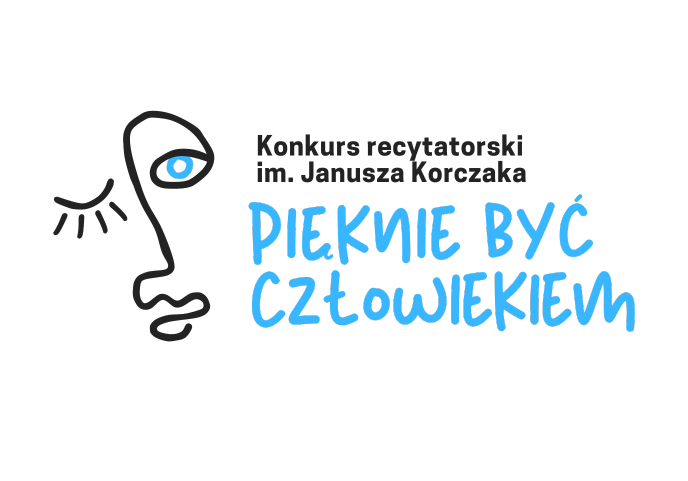 Konkurs recytatorski
im. Janusza Korczaka
PIĘKNIE BYĆ
CZŁOWIEKIEM